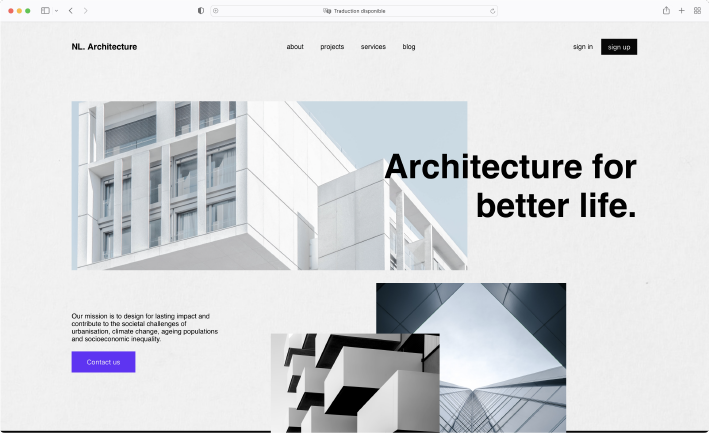 Traduction disponible
NL. Architecture
about
projects
services
blog
sign in
sign up
Architecture for
better life.
Our mission is to design for lasting impact and
contribute to the societal challenges of
urbanisation, climate change, ageing populations
and socioeconomic inequality.
Contact us